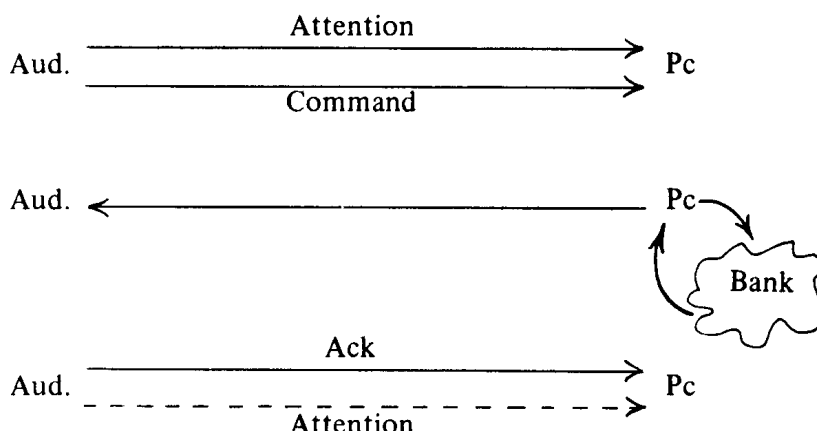 Attention
Aud. Pc
Command
Aud. Pc
Bank
Ack
Aud. Pc
Attention